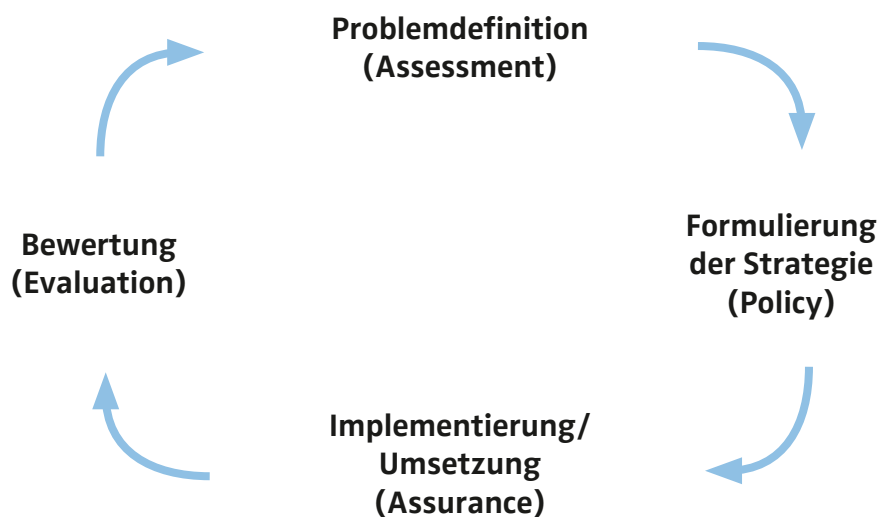 Problemdefinition
(Assessment)
Formulierung
der Strategie
(Policy)
Implementierung/
Umsetzung
(Assurance)
Bewertung
(Evaluation)